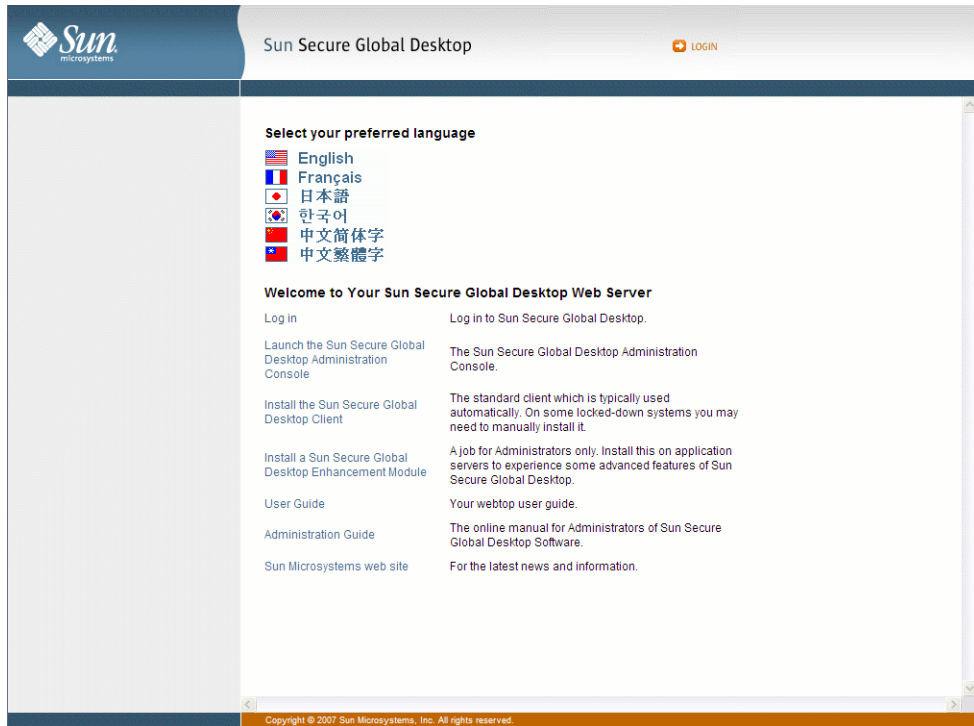 Sun
microsystems
Sun Secure Global Desktop
LOGIN
Select your preferred language
English
Français
日本語
한국어
中文简体字
中文繁體字
Welcome to Your Sun Secure Global Desktop Web Server
Log in
Log in to Sun Secure Global Desktop.
Launch the Sun Secure Global
Desktop Administration
Console
The Sun Secure Global Desktop Administration
Console.
Install the Sun Secure Global
Desktop Client
The standard client which is typically used
automatically. On some locked-down systems you may
need to manually install it.
Install a Sun Secure Global
Desktop Enhancement Module
A job for Administrators only. Install this on application
servers to experience some advanced features of Sun
Secure Global Desktop.
User Guide
Your webtop user guide.
Administration Guide
The online manual for Administrators of Sun Secure
Global Desktop Software.
Sun Microsystems web site
For the latest news and information.
Copyright © 2007 Sun Microsystems, Inc. All rights reserved.